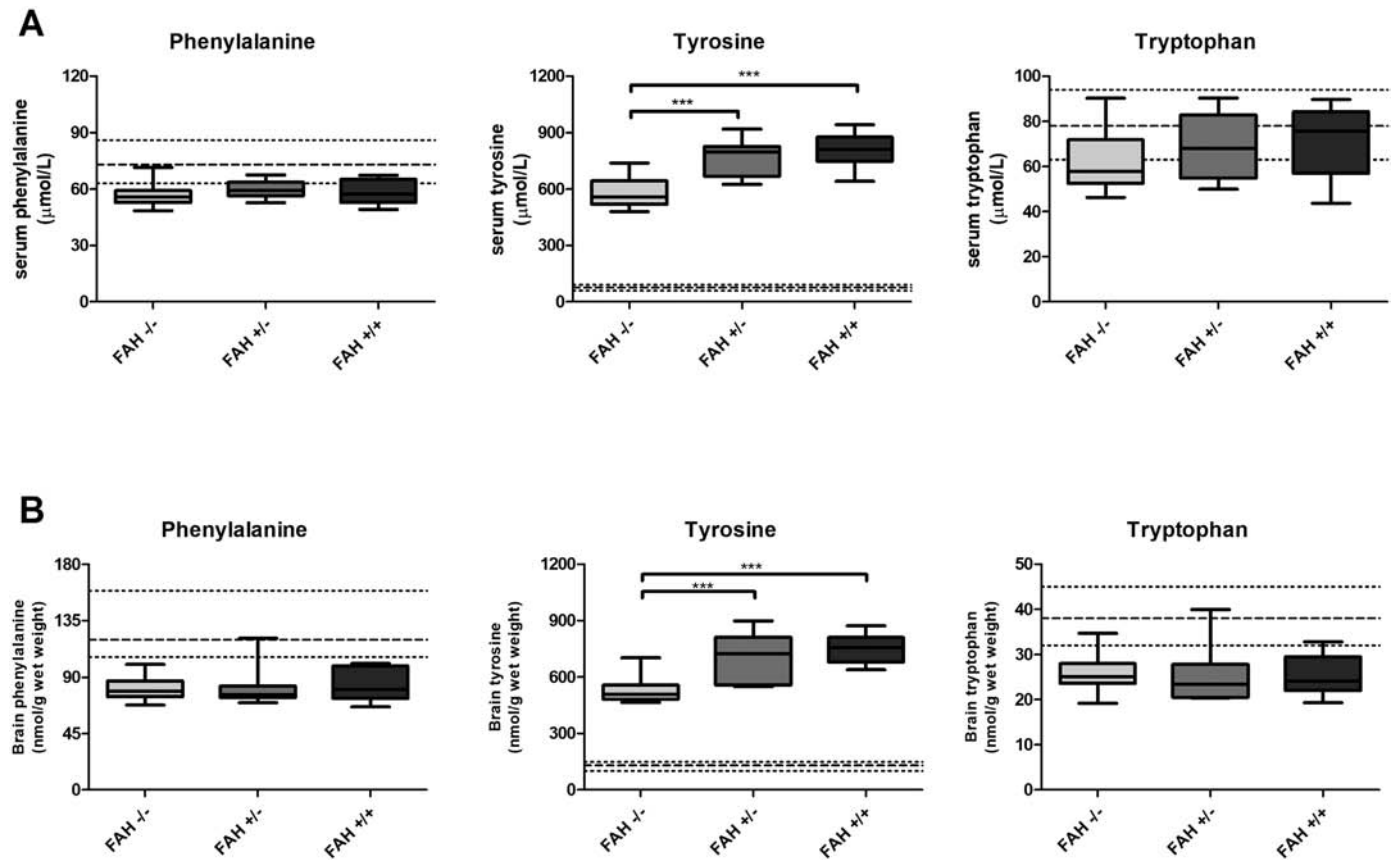 A
Phenylalanine
serum phenylalanine
(μmol/L)
120
90
60
30
0
FAH -/-
FAH +/-
FAH +/+
Tyrosine
serum tyrosine
(μmol/L)
1200
900
600
300
0
***
***
FAH -/-
FAH +/-
FAH +/+
Tryptophan
serum tryptophan
(μmol/L)
100
80
60
40
20
0
FAH -/-
FAH +/-
FAH +/+
B
Phenylalanine
Brain phenylalanine
(nmol/g wet weight)
180
135
90
45
0
FAH -/-
FAH +/-
FAH +/+
Tyrosine
Brain tyrosine
(nmol/g wet weight)
1200
900
600
300
0
***
***
FAH -/-
FAH +/-
FAH +/+
Tryptophan
Brain tryptophan
(nmol/g wet weight)
50
40
30
20
10
0
FAH -/-
FAH +/-
FAH +/+